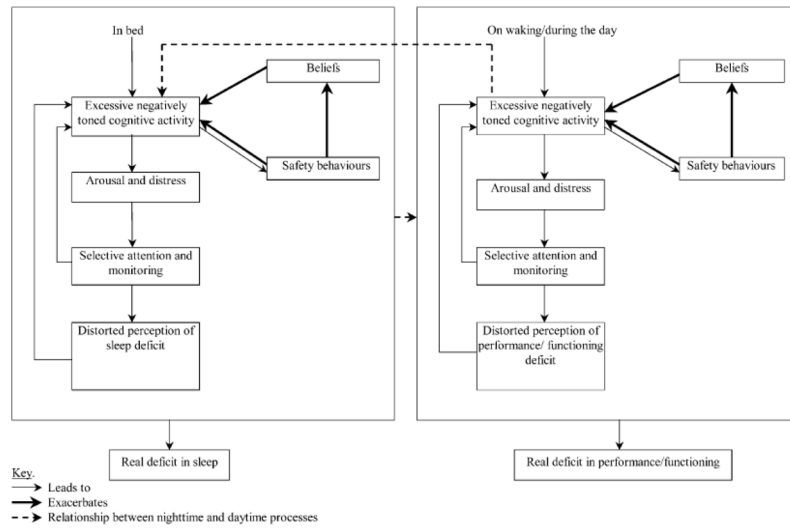 In bed
Beliefs
Excessive negatively
toned cognitive activity
Safety behaviours
Arousal and distress
Selective attention and
monitoring
Distorted perception of
sleep deficit
Real deficit in sleep
On waking/during the day
Beliefs
Excessive negatively
toned cognitive activity
Safety behaviours
Arousal and distress
Selective attention and
monitoring
Distorted perception of
performance/ functioning
deficit
Real deficit in performance/functioning
Key.
Leads to
Exacerbates
Relationship between nighttime and daytime processes